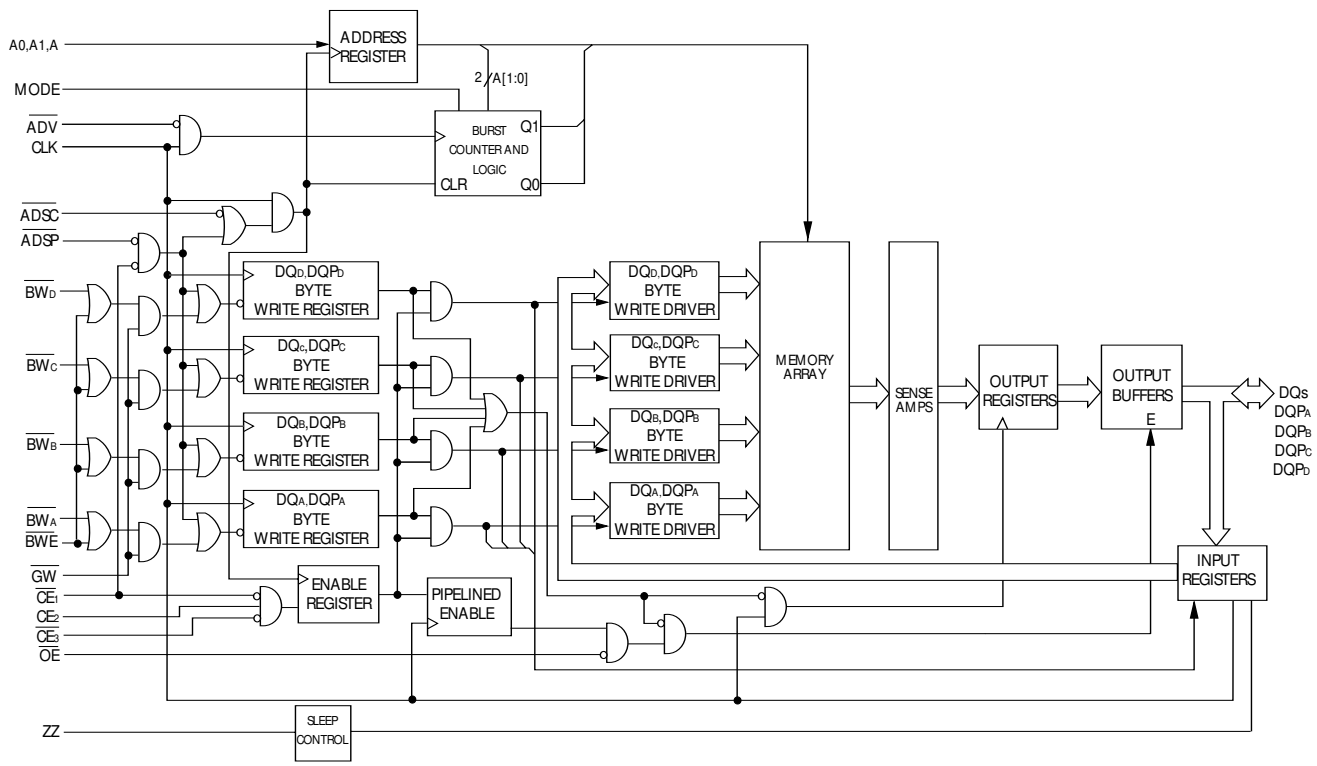 A0,A1,A
ADDRESS
REGISTER
2
A[1:0]
MODE
ADV
CLK
BURST
COUNTER AND
LOGIC
Q1
CLR
Q0
ADSC
ADSP
BWD
DQD,DQPD
BYTE
WRITE REGISTER
DQD,DQPD
BYTE
WRITE DRIVER
BWC
DQc,DQPC
BYTE
WRITE REGISTER
DQc,DQPC
BYTE
WRITE DRIVER
MEMORY
ARRAY
SENSE
AMPS
OUTPUT
REGISTERS
OUTPUT
BUFFERS
E
DQs
DQPA
DQPB
DQPC
DQPD
BWB
DQB,DQPB
BYTE
WRITE REGISTER
DQB,DQPB
BYTE
WRITE DRIVER
BWA
BWE
DQA,DQPA
BYTE
WRITE REGISTER
DQA,DQPA
BYTE
WRITE DRIVER
GW
CE1
CE2
CE3
OE
ENABLE
REGISTER
PIPELINED
ENABLE
INPUT
REGISTERS
ZZ
SLEEP
CONTROL